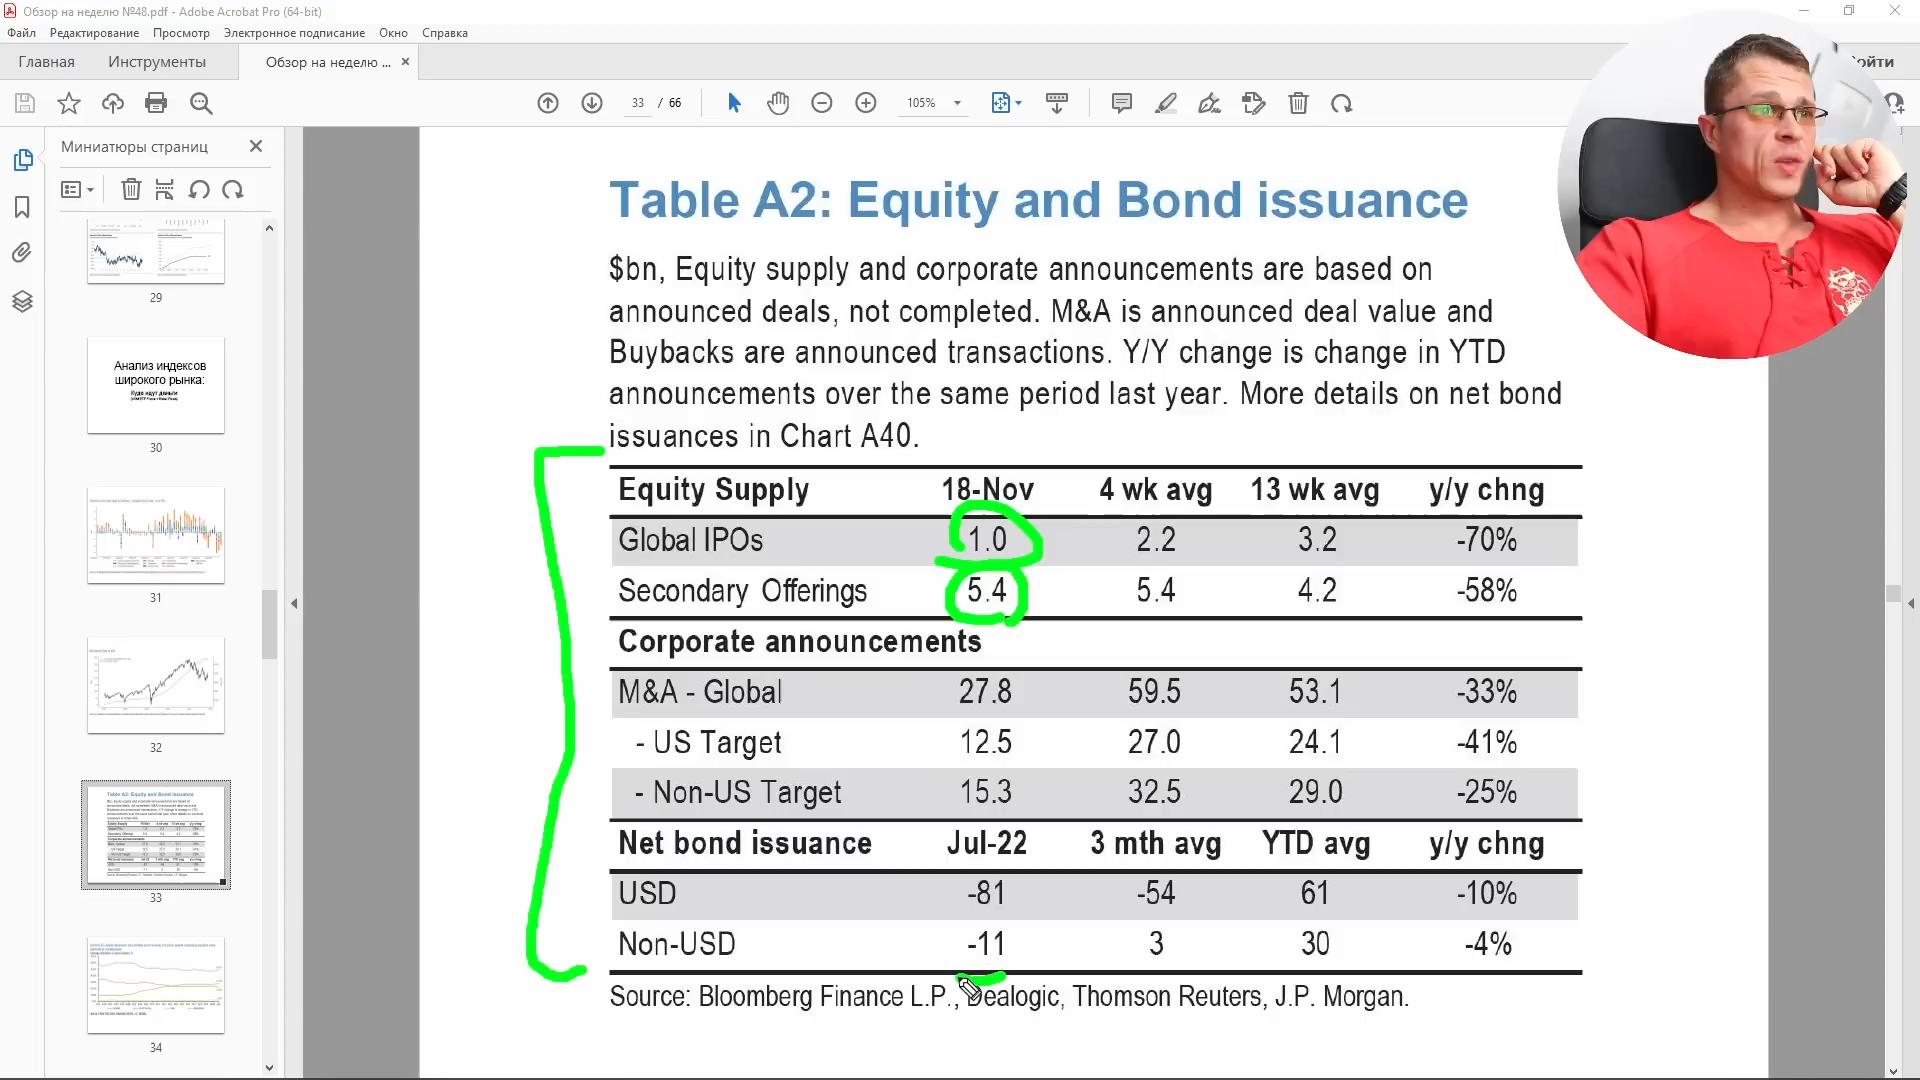 Обзор на неделю №48.pdf - Adobe Acrobat Pro (64-bit)
Файл Редактирование Просмотр Электронное подписание Окно Справка
Главная Инструменты Обзор на неделю ... ×
ойти
33 / 66 105%
Миниатюры страниц
29
Анализ индексов
широкого рынка:
Куда идут деньги
30
31
32
33
34
Table A2: Equity and Bond issuance
$bn, Equity supply and corporate announcements are based on
announced deals, not completed. M&A is announced deal value and
Buybacks are announced transactions. Y/Y change is change in YTD
announcements over the same period last year. More details on net bond
issuances in Chart A40.
Equity Supply 18-Nov 4 wk avg 13 wk avg y/y chng
Global IPOs 1.0 2.2 3.2 -70%
Secondary Offerings 5.4 5.4 4.2 -58%
Corporate announcements
M&A - Global 27.8 59.5 53.1 -33%
- US Target 12.5 27.0 24.1 -41%
- Non-US Target 15.3 32.5 29.0 -25%
Net bond issuance Jul-22 3 mth avg YTD avg y/y chng
USD -81 -54 61 -10%
Non-USD -11 3 30 -4%
Source: Bloomberg Finance L.P., Dealogic, Thomson Reuters, J.P. Morgan.